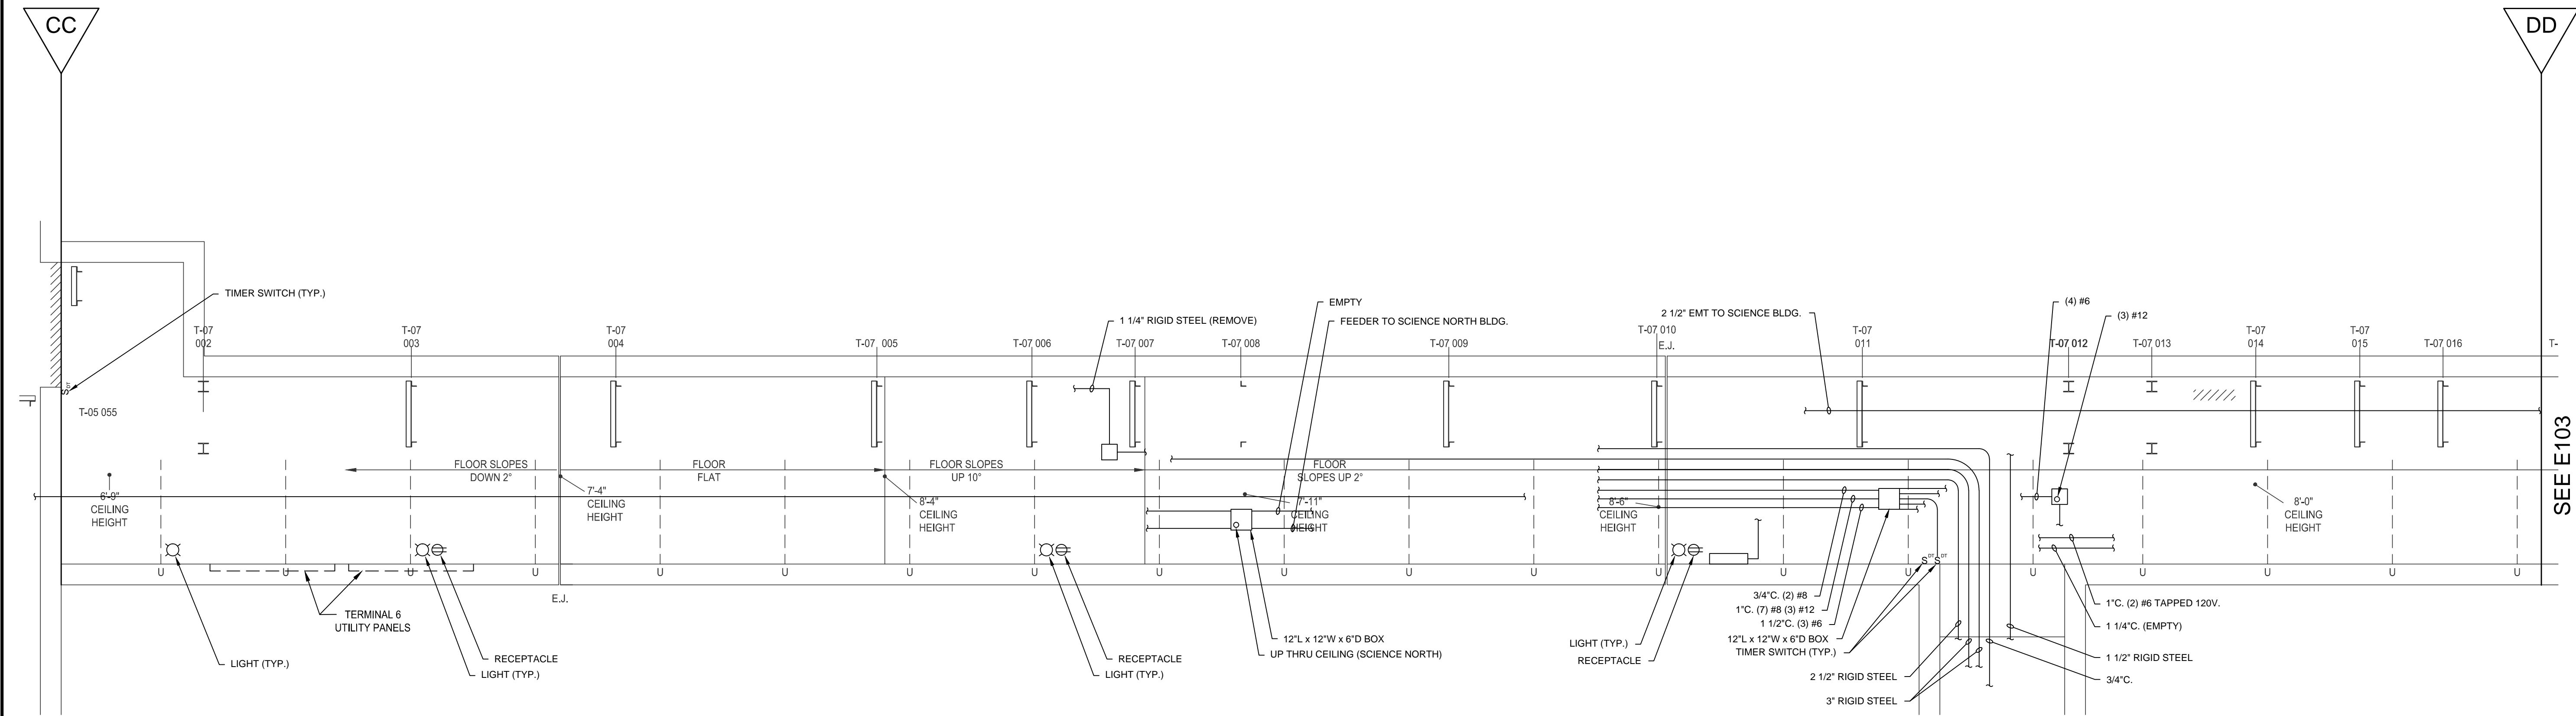 CC
DD
TIMER SWITCH (TYP.)
EMPTY
(4) #6
1 1/4" RIGID STEEL (REMOVE)
FEEDER TO SCIENCE NORTH BLDG.
2 1/2" EMT TO SCIENCE BLDG.
(3) #12
T-07
002
T-07
003
T-07
004
T-07 005
T-07 006
T-07 007
T-07 008
T-07 009
T-07 010
E.J.
T-07
011
T-07 012
T-07 013
T-07
014
T-07
015
T-07 016
T-
S DT
T-05 055
SEE E103
FLOOR SLOPES
DOWN 2°
FLOOR
FLAT
FLOOR SLOPES
UP 10°
FLOOR
SLOPES UP 2°
6'-9"
CEILING
HEIGHT
7'-4"
CEILING
HEIGHT
8'-4"
CEILING
HEIGHT
7'-11"
CEILING
HEIGHT
8'-6"
CEILING
HEIGHT
8'-0"
CEILING
HEIGHT
S DT S DT
U U U U U U U U U U U U U U U U U U U U
E.J.
TERMINAL 6
UTILITY PANELS
LIGHT (TYP.)
RECEPTACLE
LIGHT (TYP.)
RECEPTACLE
LIGHT (TYP.)
12"L x 12"W x 6"D BOX
UP THRU CEILING (SCIENCE NORTH)
LIGHT (TYP.)
RECEPTACLE
3/4"C. (2) #8
1"C. (7) #8 (3) #12
1 1/2"C. (3) #6
12"L x 12"W x 6"D BOX
TIMER SWITCH (TYP.)
2 1/2" RIGID STEEL
3" RIGID STEEL
1"C. (2) #6 TAPPED 120V.
1 1/4"C. (EMPTY)
1 1/2" RIGID STEEL
3/4"C.